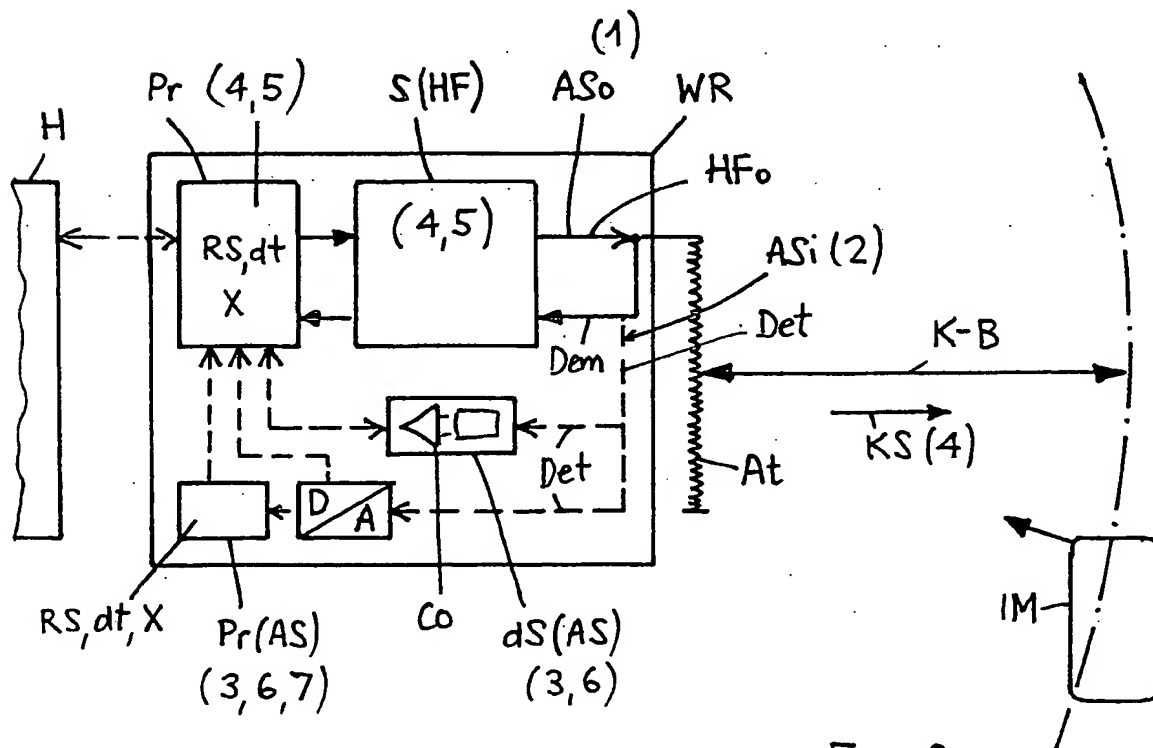 (1)
Pr (4,5)
S(HF)
ASo
WR
H
HFo
(4,5)
RS,dt
X
ASi (2)
Det
Dem
K-B
KS (4)
Det
At
D
A
IM
RS,dt,X
Pr(AS)
(3,6,7)
Co
dS(AS)
(3,6)